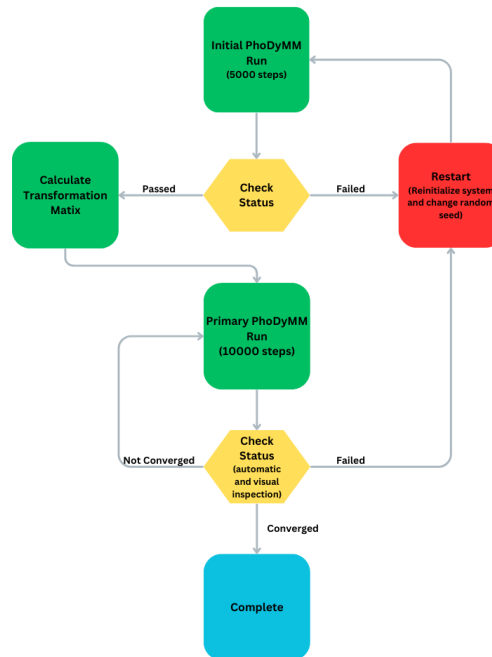 Initial PhoDyMM
Run
(5000 steps)
Calculate
Transformation
Matix
Passed
Check
Status
Failed
Restart
(Reinitialize system
and change random
seed)
Primary PhoDyMM
Run
(10000 steps)
Not Converged
Check
Status
(automatic and visual
inspection)
Failed
Converged
Complete